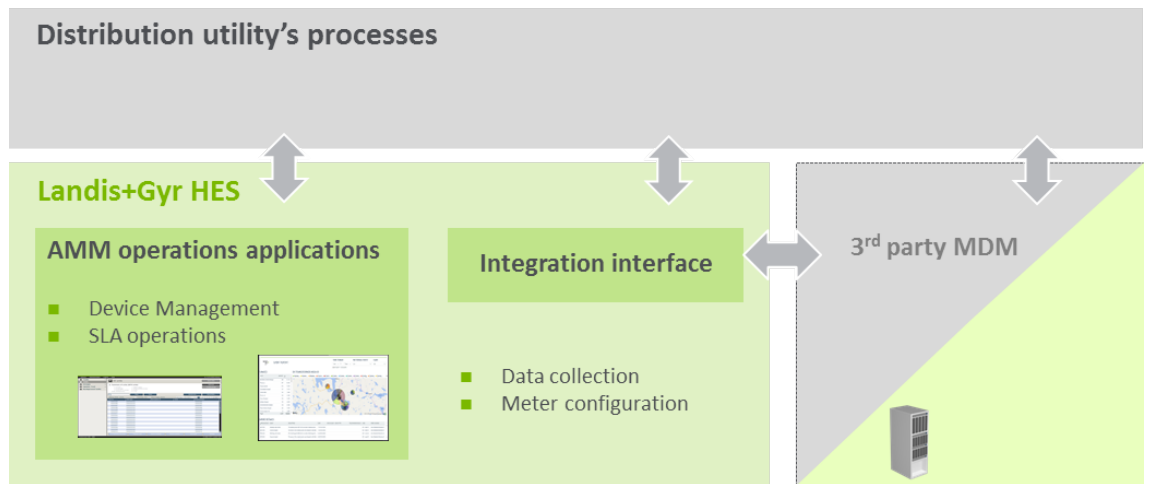 Distribution utility’s processes
Landis+Gyr HES
AMM operations applications
Device Management
SLA operations
Integration interface
Data collection
Meter configuration
3rd party MDM